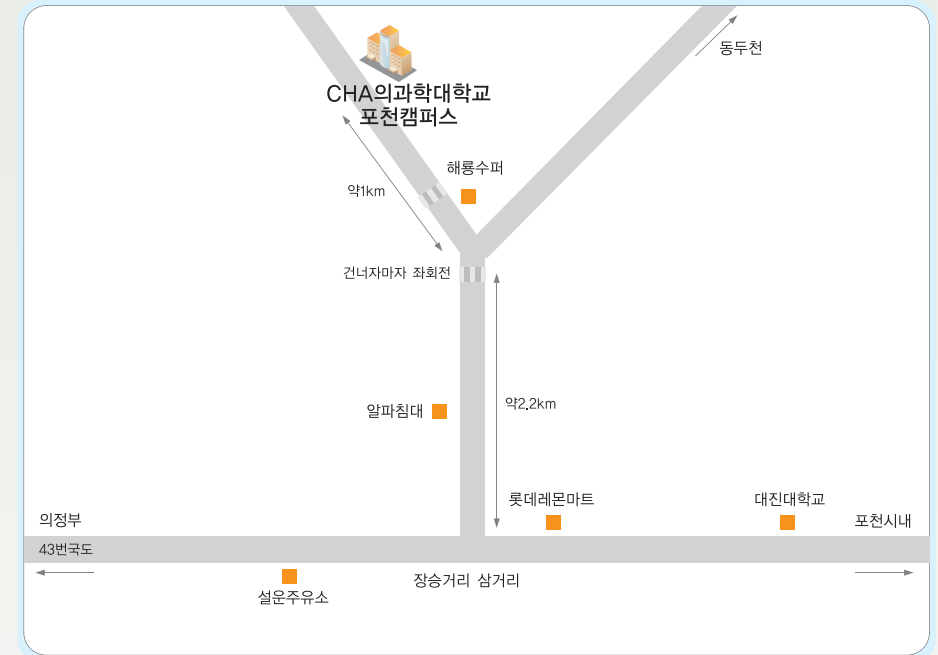 동두천
CHA의과학대학교
포천캠퍼스
해룡수퍼
약1km
건너자마자 좌회전
약2.2km
알파침대
롯데레몬마트
대진대학교
의정부
포천시내
43번국도
장승거리 삼거리
설운주유소